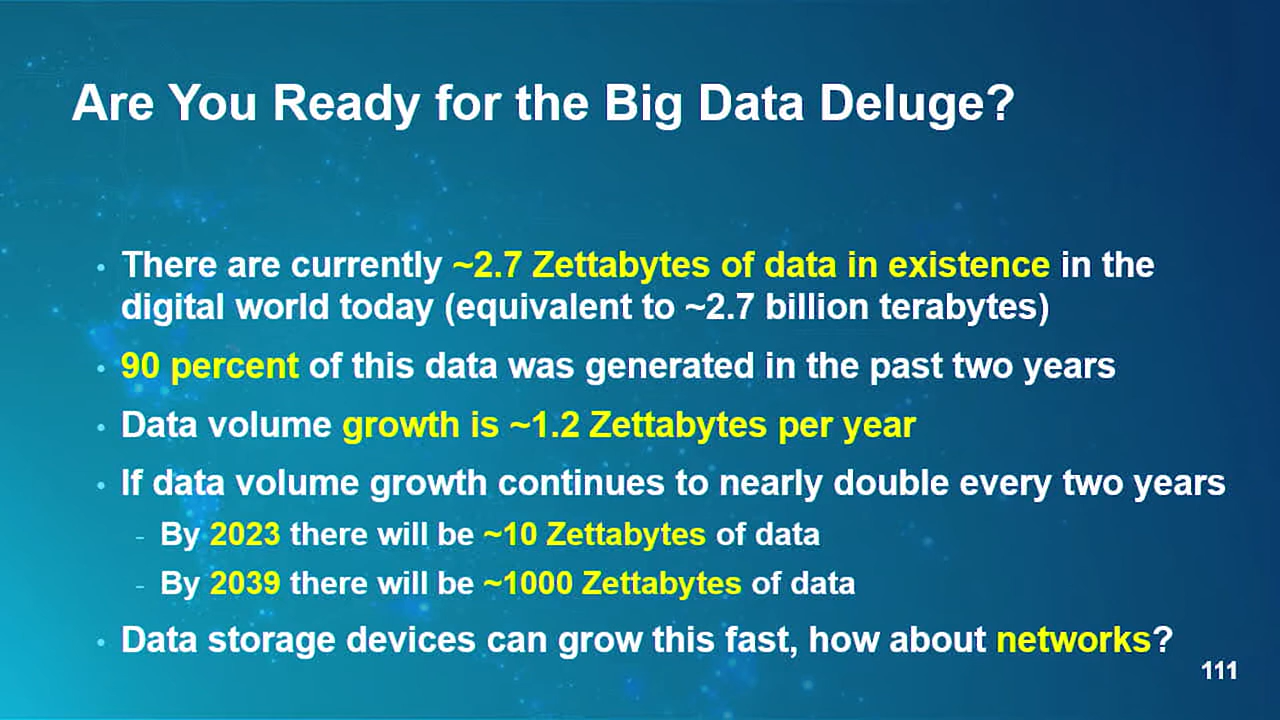 Are You Ready for the Big Data Deluge?
• There are currently ~2.7 Zettabytes of data in existence in the
digital world today (equivalent to ~2.7 billion terabytes)
• 90 percent of this data was generated in the past two years
• Data volume growth is ~1.2 Zettabytes per year
• If data volume growth continues to nearly double every two years
- By 2023 there will be ~10 Zettabytes of data
- By 2039 there will be ~1000 Zettabytes of data
• Data storage devices can grow this fast, how about networks?
111